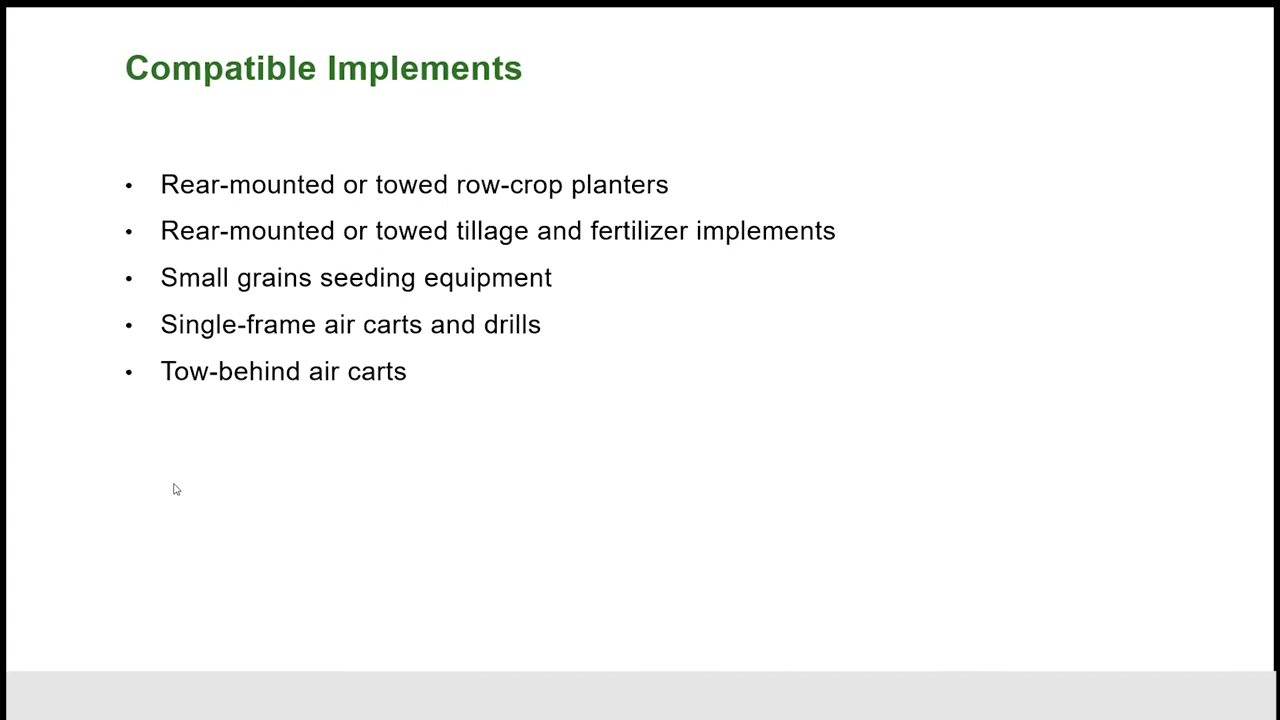 Compatible Implements
• Rear-mounted or towed row-crop planters
• Rear-mounted or towed tillage and fertilizer implements
• Small grains seeding equipment
• Single-frame air carts and drills
• Tow-behind air carts